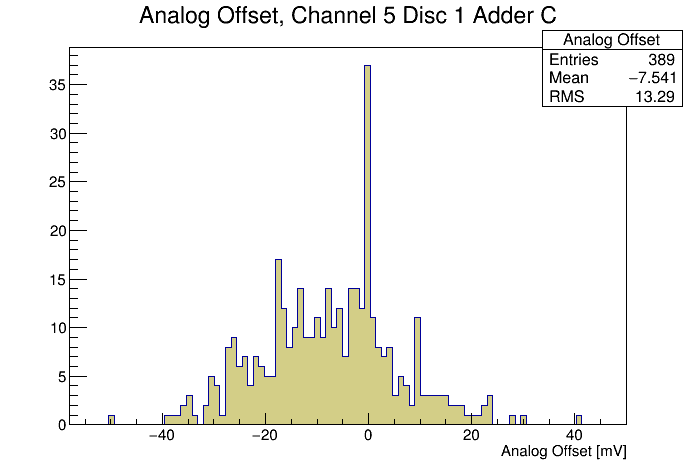 Analog Offset, Channel 5 Disc 1 Adder C
Analog Offset
Entries 389
Mean −7.541
RMS 13.29
35
30
25
20
15
10
5
0
−40 −20 0 20 40
Analog Offset [mV]